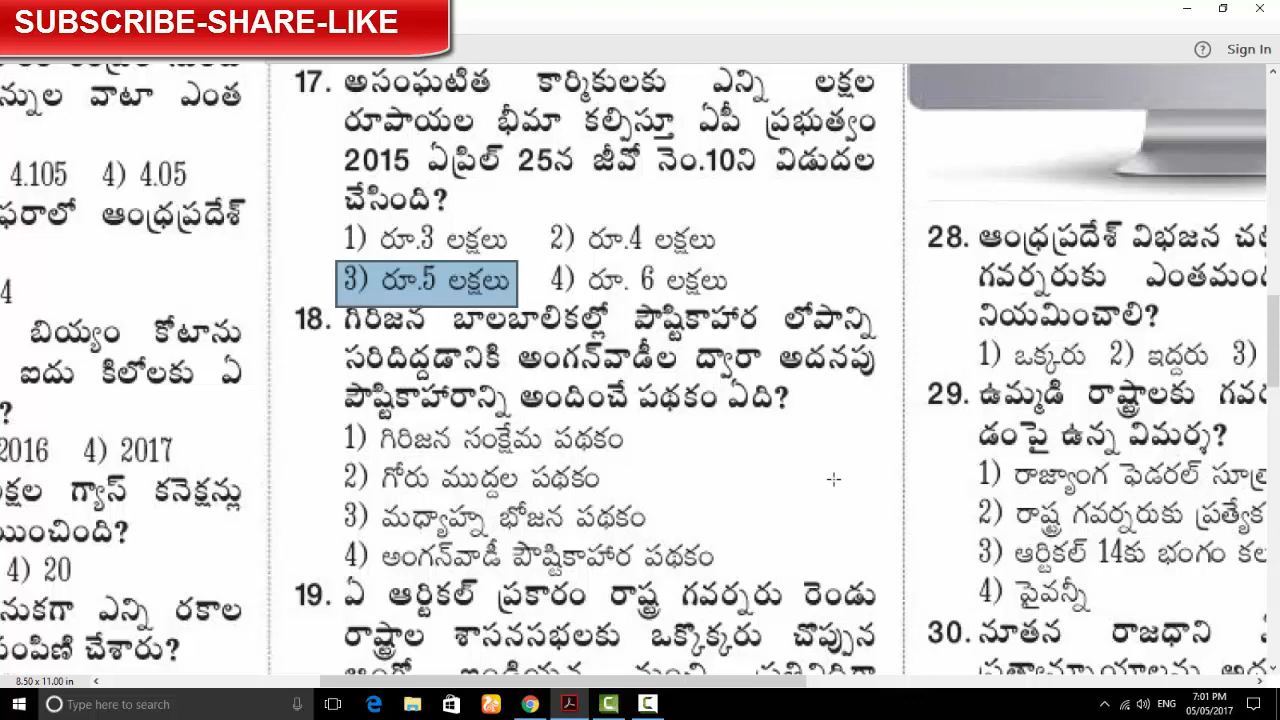 SUBSCRIBE-SHARE-LIKE
Sign In
న్నుల వాటా ఎంత
4.105 4) 4.05
ఆంధ్రప్రదేశ్
4
బియ్యం కోటాను
ఐదు కిలోలకు ఏ
?
2016 4) 2017
గ్యాస్ కనెక్షన్లు
4) 20
ఎన్ని రకాల
చేశారు?
17. అసంఘటిత కార్మికులకు ఎన్ని లక్షల
రూపాయల భీమా కల్పిస్తూ ఏపీ ప్రభుత్వం
2015 ఏప్రిల్ 25న జీవో నెం.10ని విడుదల
చేసింది?
1) రూ.3 లక్షలు 2) రూ.4 లక్షలు
3) రూ.5 లక్షలు 4) రూ. 6 లక్షలు
18. గిరిజన బాలబాలికల్లో పౌష్టికాహార లోపాన్ని
సరిదిద్దడానికి అంగన్‌వాడీల ద్వారా అదనపు
పౌష్టికాహారాన్ని అందించే పథకం ఏది?
1) గిరిజన సంక్షేమ పథకం
2) గోరు ముద్దల పథకం
3) మధ్యాహ్న భోజన పథకం
4) అంగన్‌వాడీ పౌష్టికాహార పథకం
19. ఏ ఆర్టికల్ ప్రకారం రాష్ట్ర గవర్నరు రెండు
రాష్ట్రాల శాసనసభలకు ఒక్కొక్కరు చొప్పున
28. ఆంధ్రప్రదేశ్ విభజన
గవర్నరుకు
నియమించాలి?
1) ఒక్కరు 2) ఇద్దరు 3)
29. ఉమ్మడి రాష్ట్రాలకు
డంపై ఉన్న విమర్శ?
1) రాజ్యాంగ ఫెడరల్
2) రాష్ట్ర గవర్నరుకు
3) ఆర్టికల్ 14కు భంగం
4) పైవన్నీ
30. నూతన రాజధాని
8.50 x 11.00 in
Type here to search
ENG
7:01 PM
05/05/2017